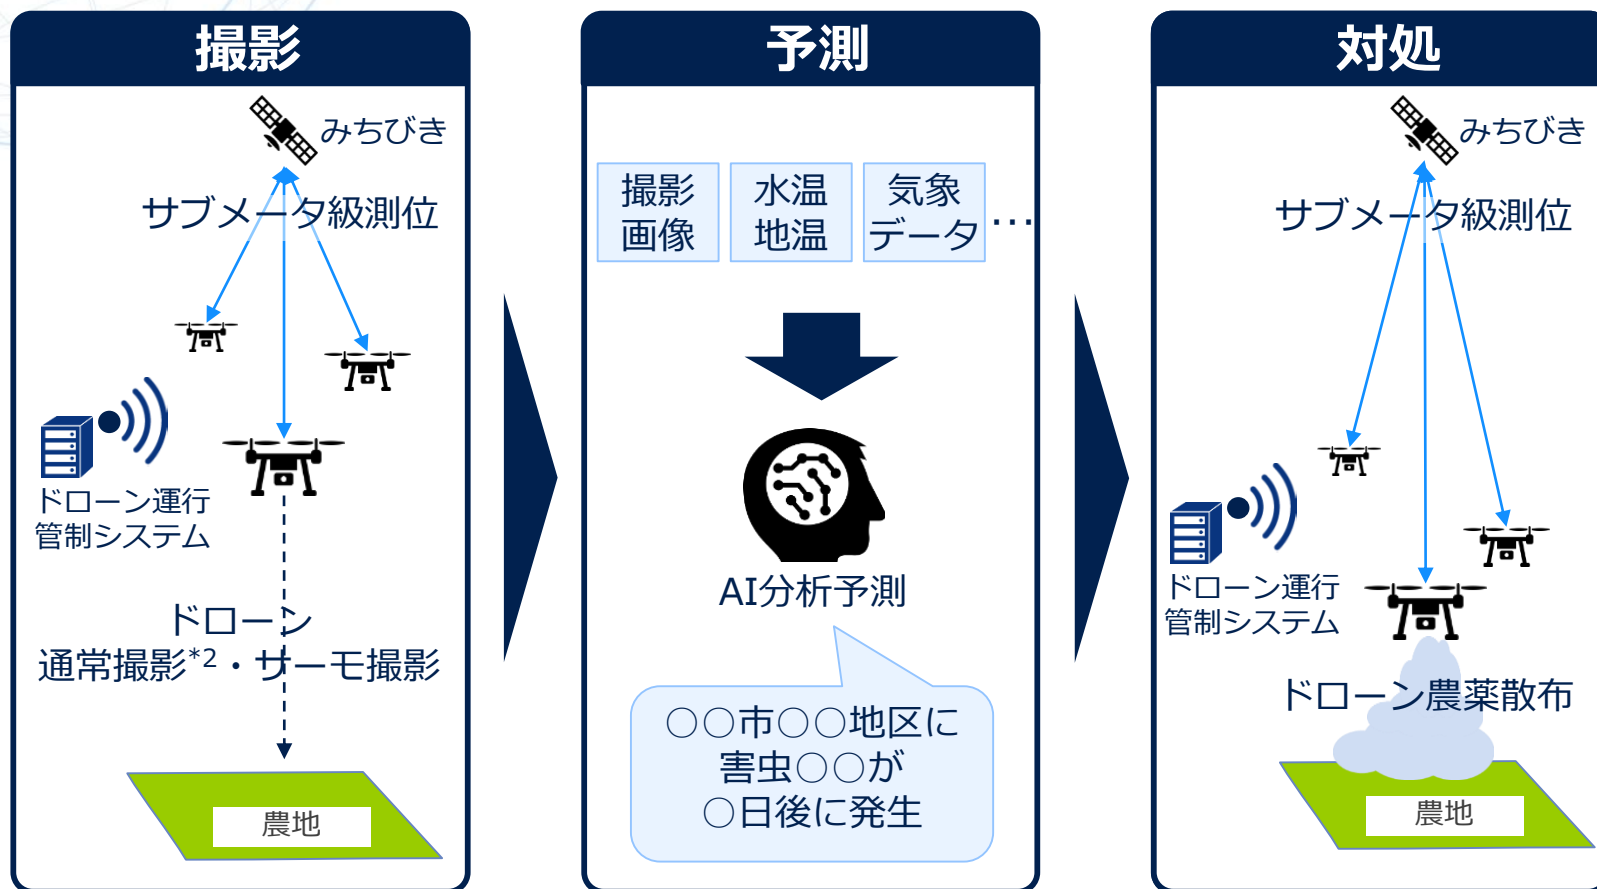 撮影
みちびき
サブメータ級測位
ドローン運行
管制システム
ドローン
通常撮影*2・サーモ撮影
農地
予測
撮影
画像
水温
地温
気象
データ
…
AI分析予測
○○市○○地区に
害虫○○が
○日後に発生
対処
みちびき
サブメータ級測位
ドローン運行
管制システム
ドローン農薬散布
農地